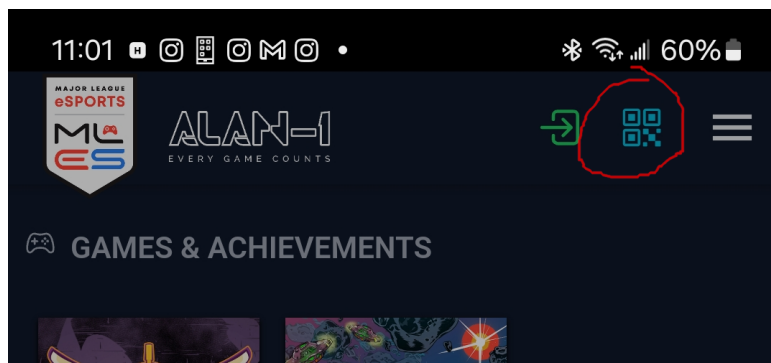 11:01
60%
MAJOR LEAGUE
eSPORTS
ML
ES
ALAN-1
EVERY GAME COUNTS
GAMES & ACHIEVEMENTS